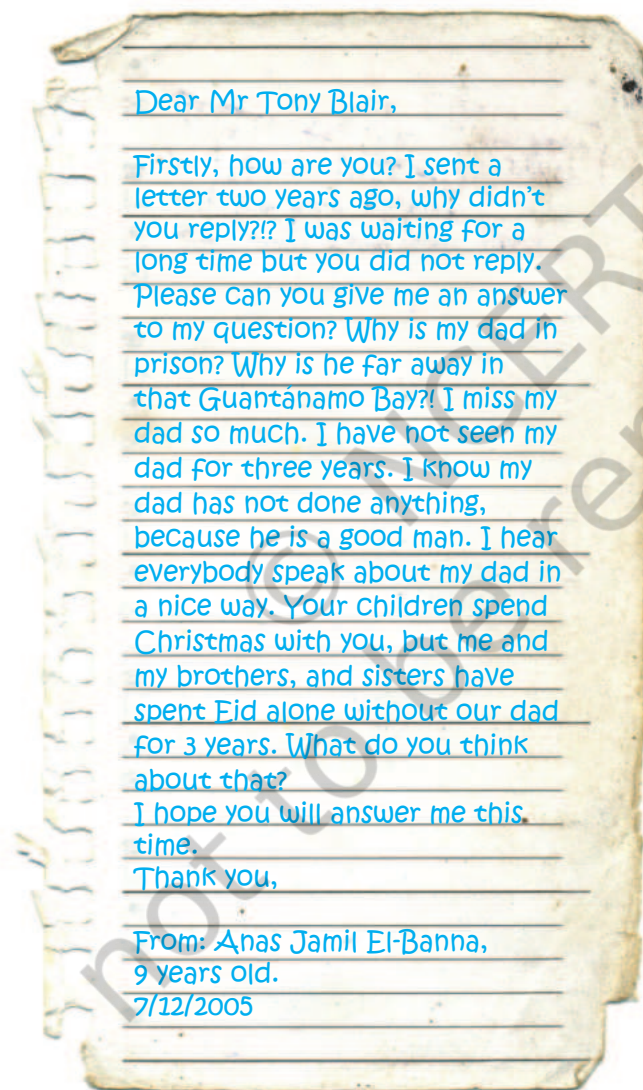 Dear Mr Tony Blair,
Firstly, how are you? I sent a
letter two years ago, why didn't
you reply?!? I was waiting for a
long time but you did not reply.
Please can you give me an answer
to my question? Why is my dad in
prison? Why is he far away in
that Guantánamo Bay?! I miss my
dad so much. I have not seen my
dad for three years. I know my
dad has not done anything,
because he is a good man. I hear
everybody speak about my dad in
a nice way. Your children spend
Christmas with you, but me and
my brothers, and sisters have
spent Eid alone without our dad
for 3 years. What do you think
about that?
I hope you will answer me this
time.
Thank you,
From: Anas Jamil El-Banna,
9 years old.
7/12/2005
© NCERT
not to be rep